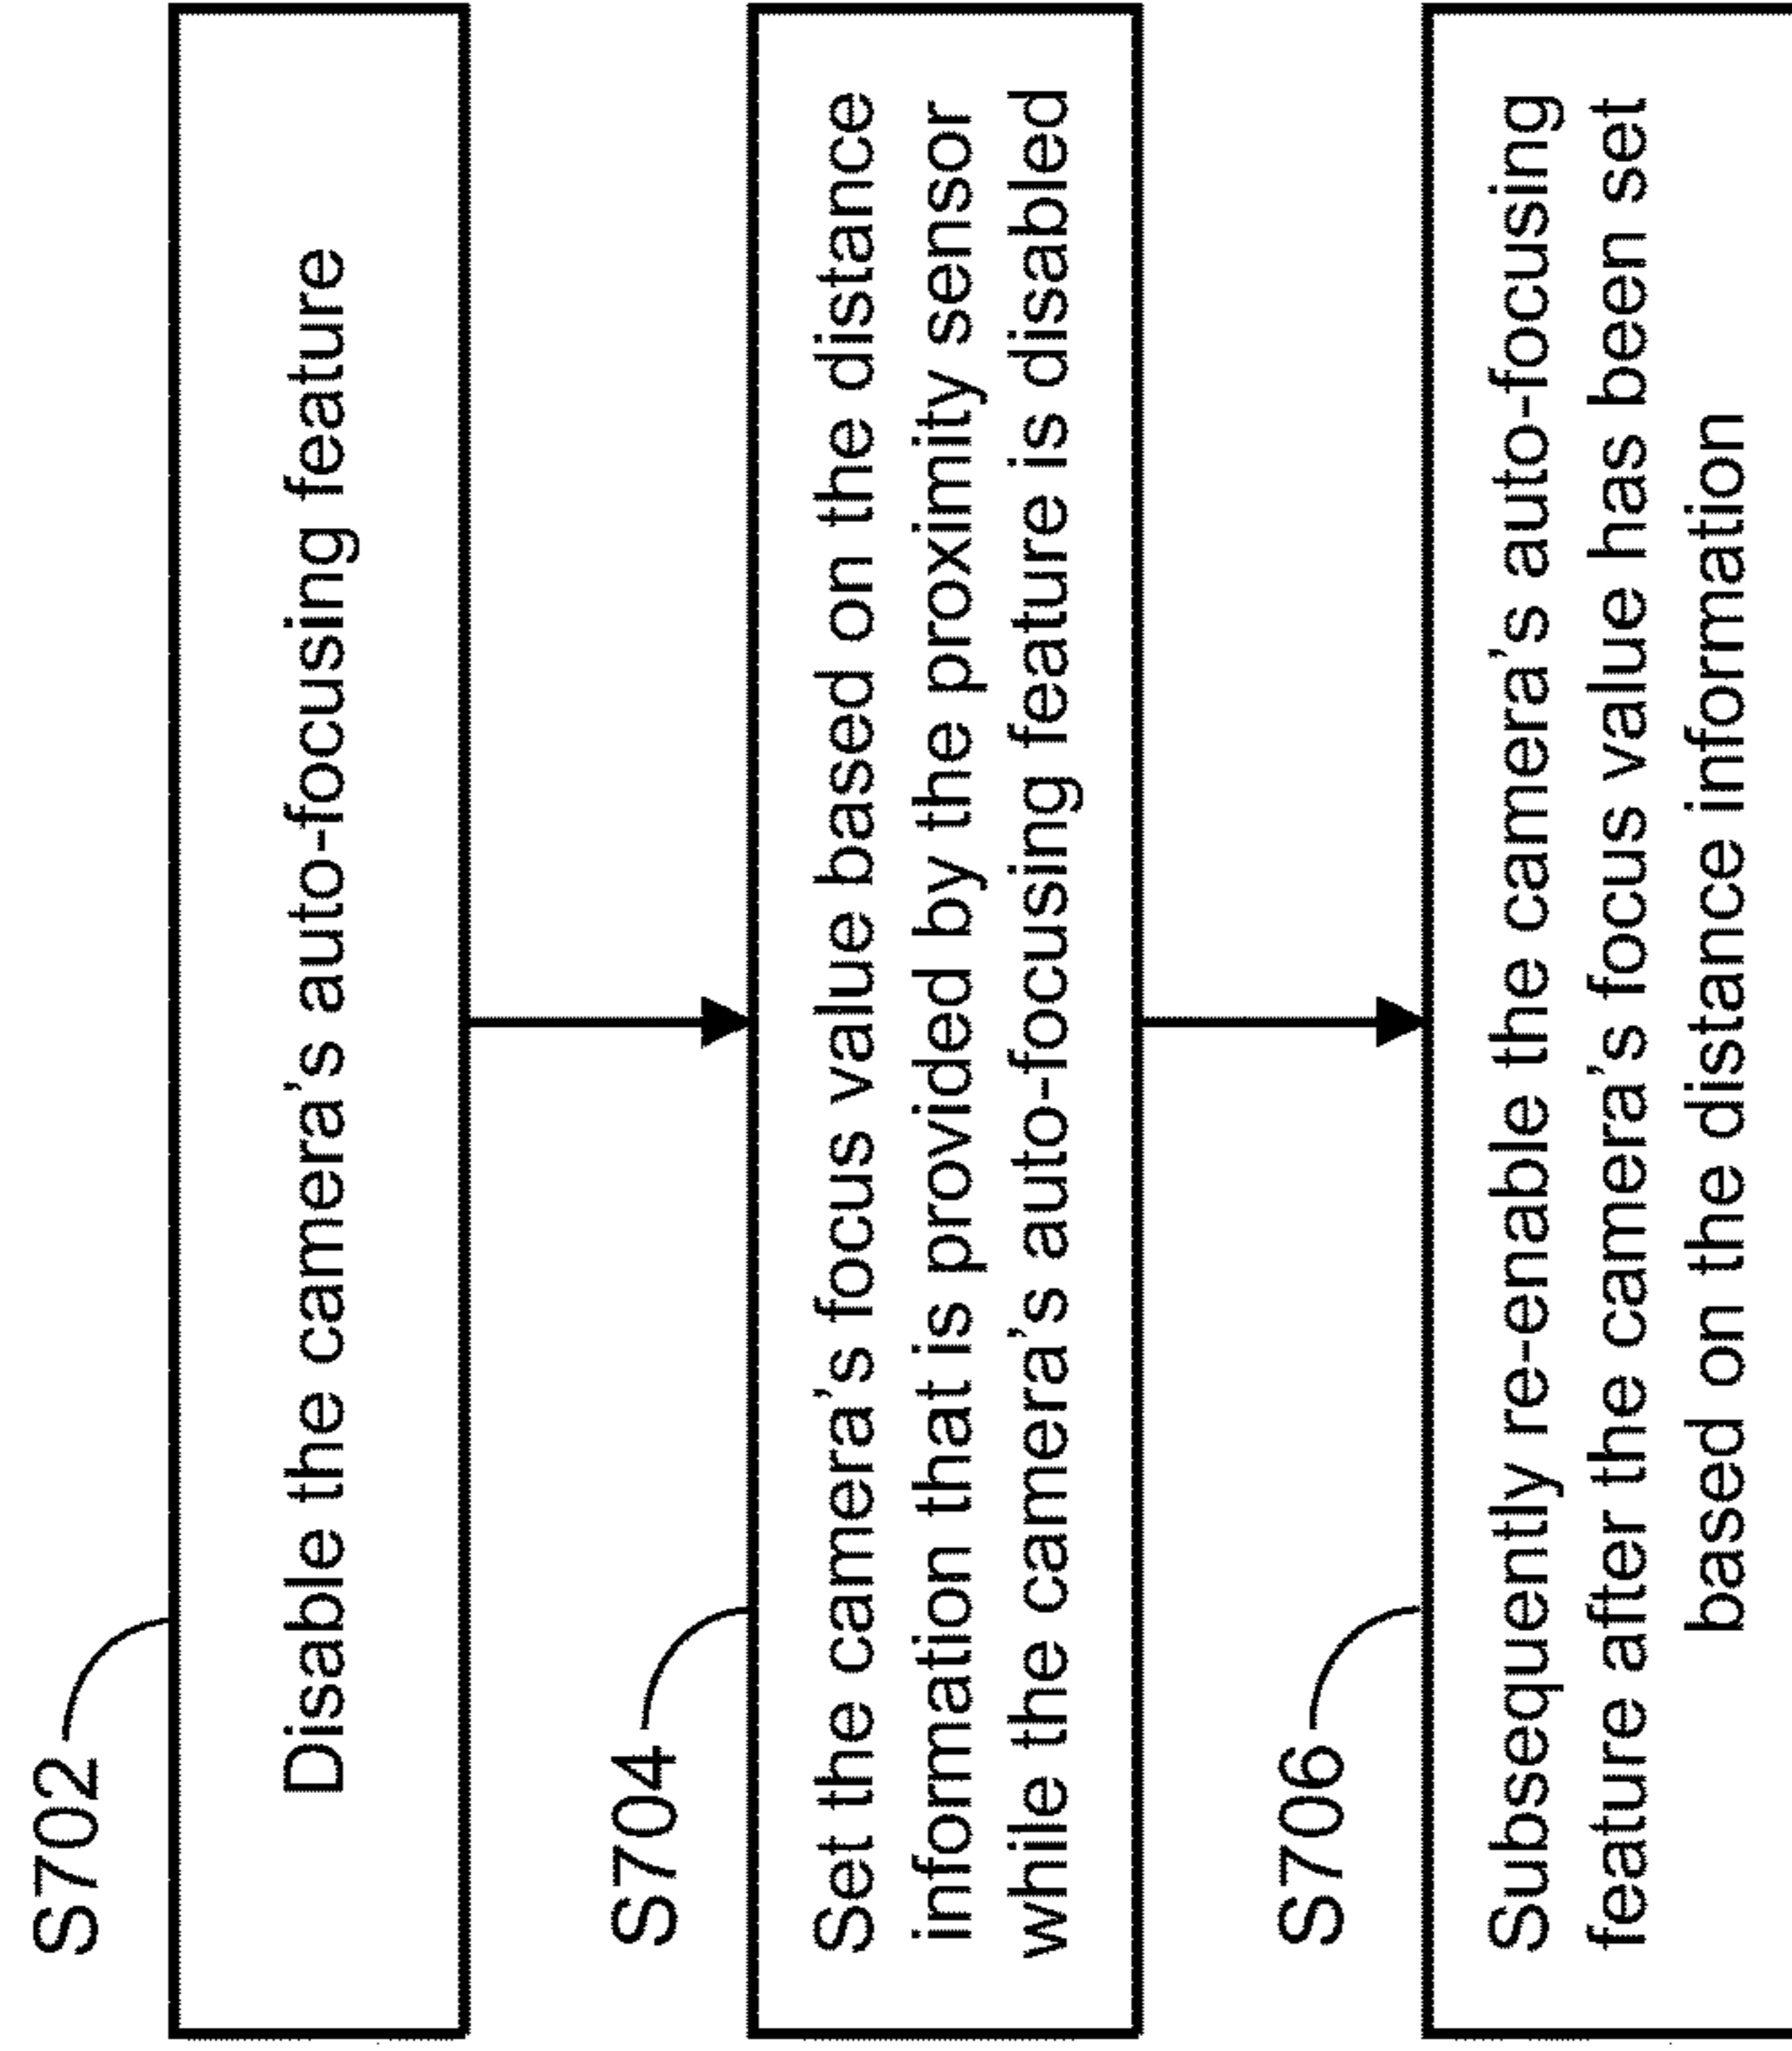 S702
Disable the camera's auto-focusing feature
S704
Set the camera's focus value based on the distance
information that is provided by the proximity sensor
while the camera's auto-focusing feature is disabled
S706
Subsequently re-enable the camera's auto-focusing
feature after the camera's focus value has been set
based on the distance information